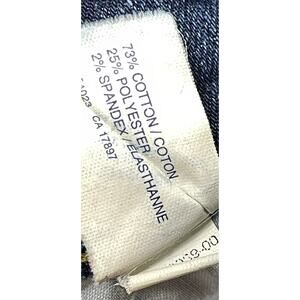 73% COTTON / COTON
25% POLYESTER
2% SPANDEX / ELASTHANNE
CA 17897